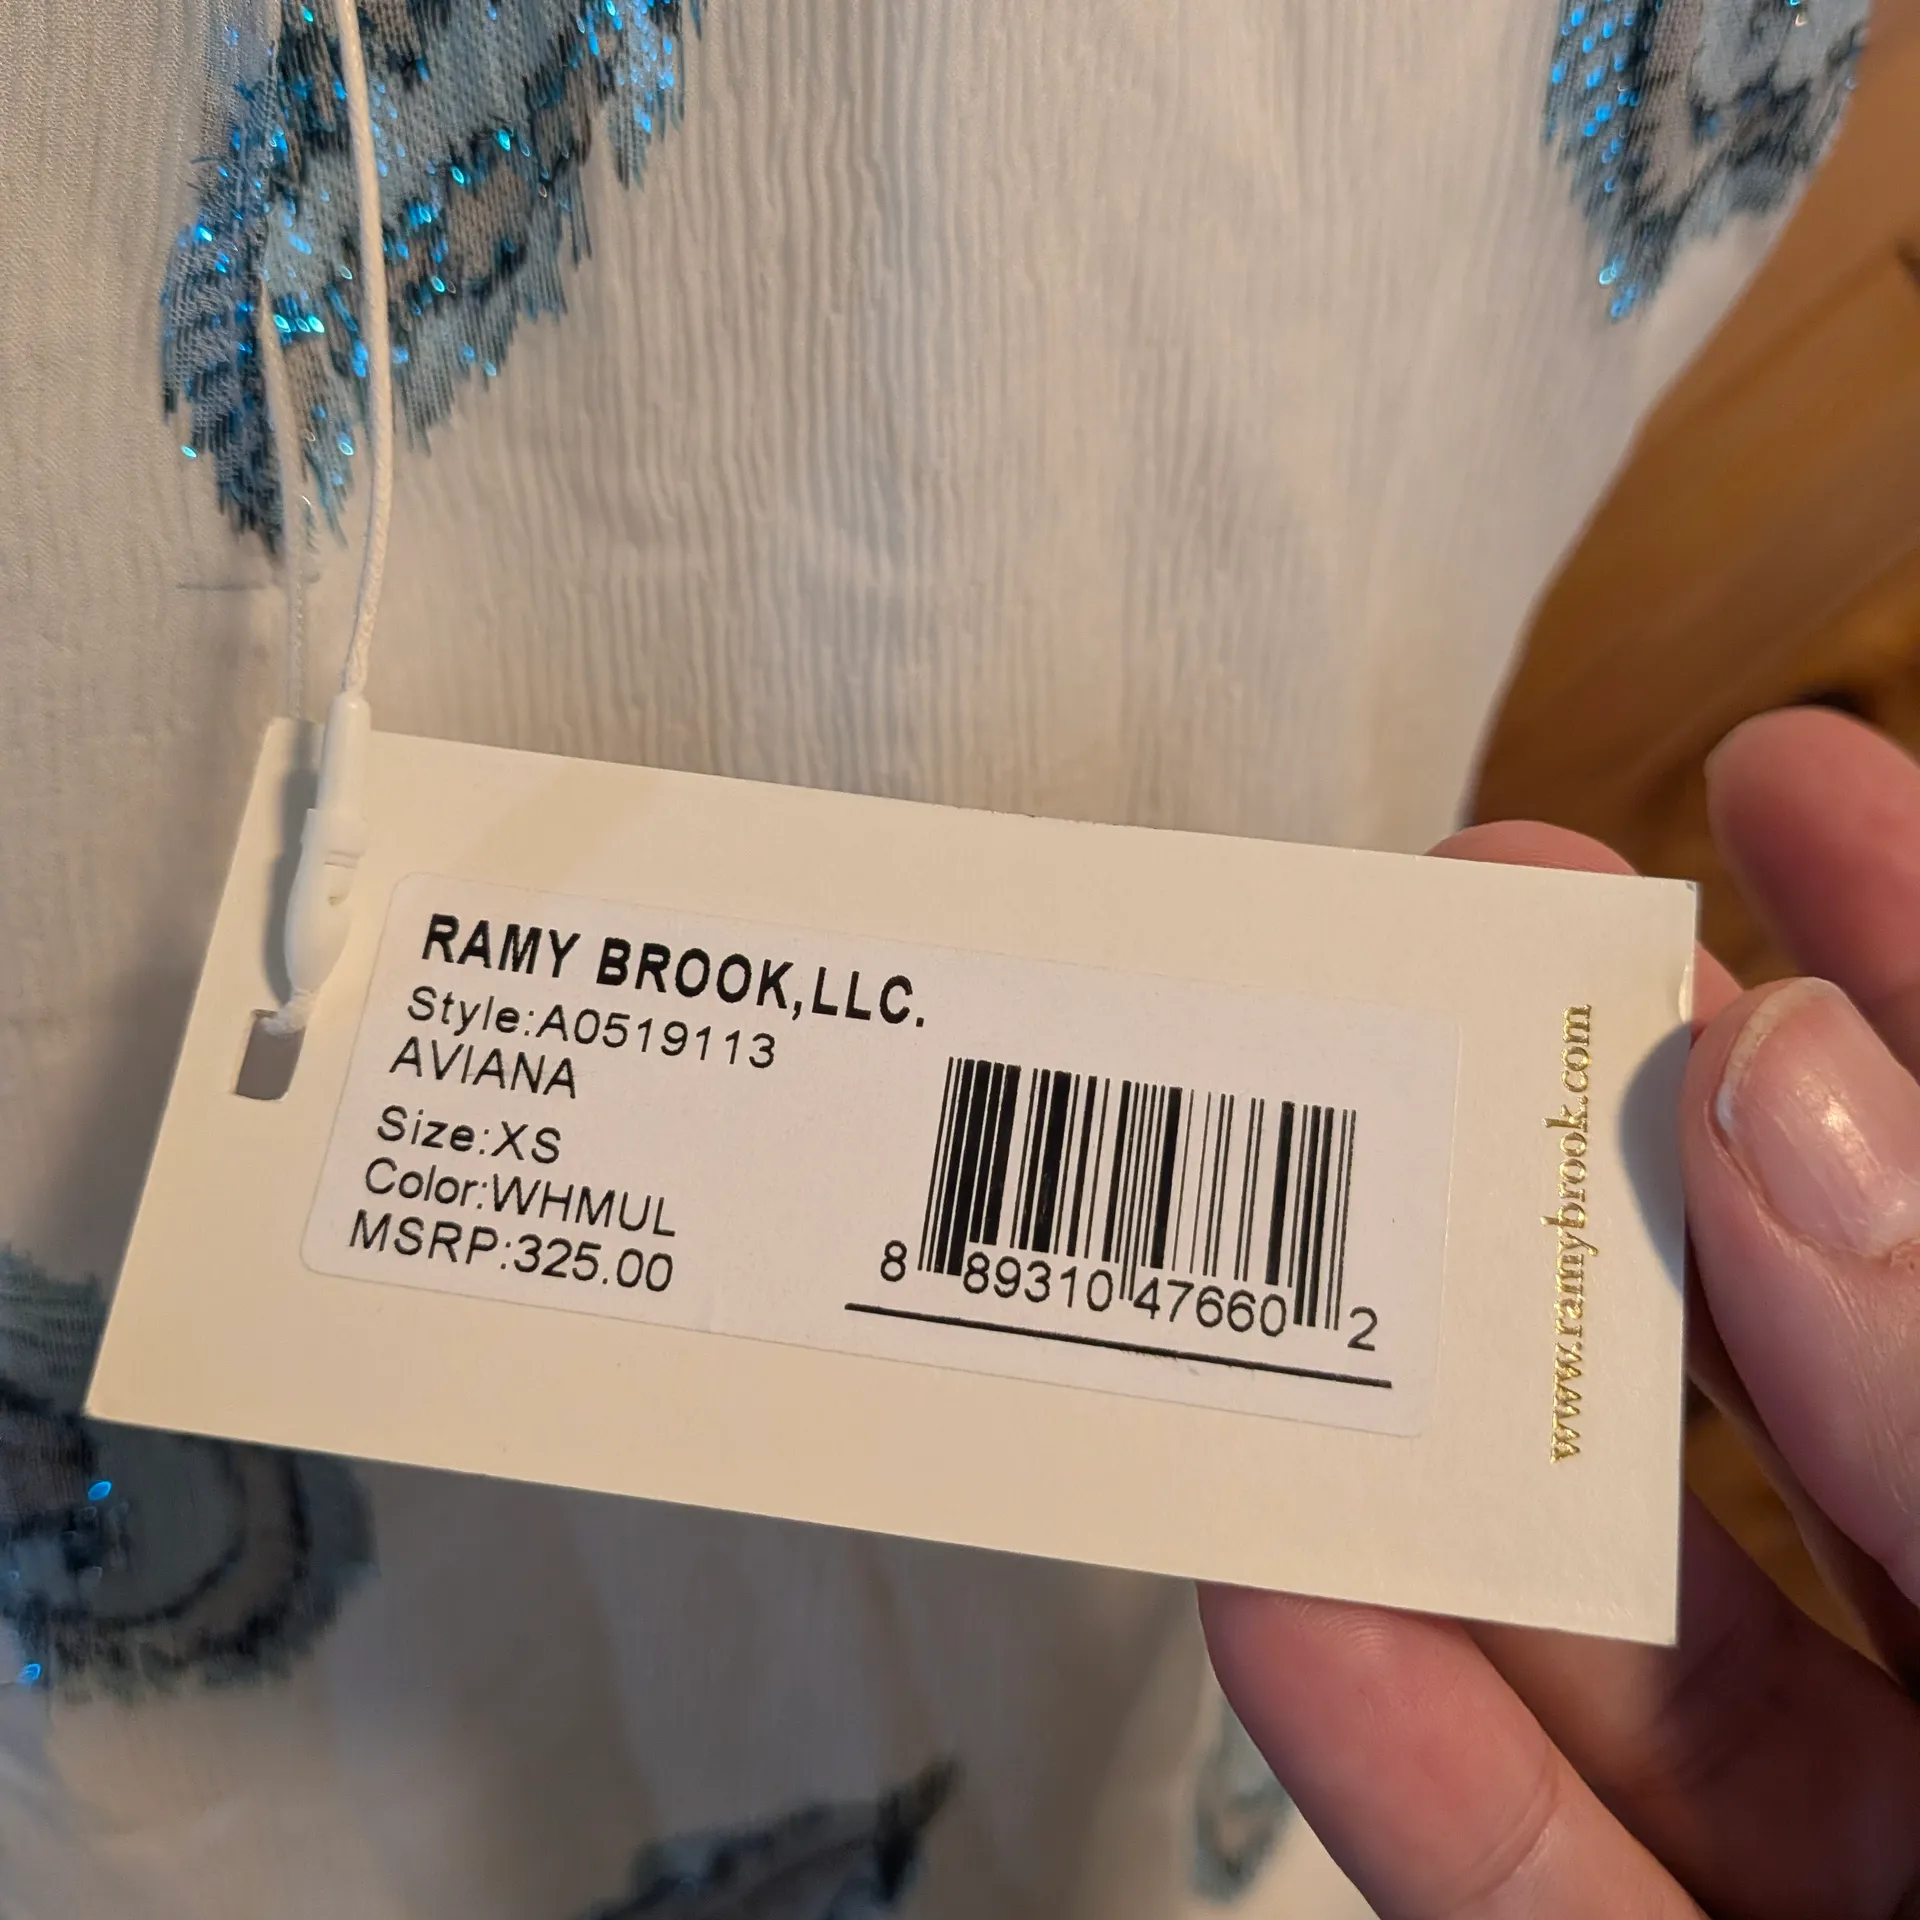 RAMY BROOK,LLC.
Style:A0519113
AVIANA
Size:XS
Color:WHMUL
MSRP:325.00
8 89310 47660 2
www.ramybrook.com